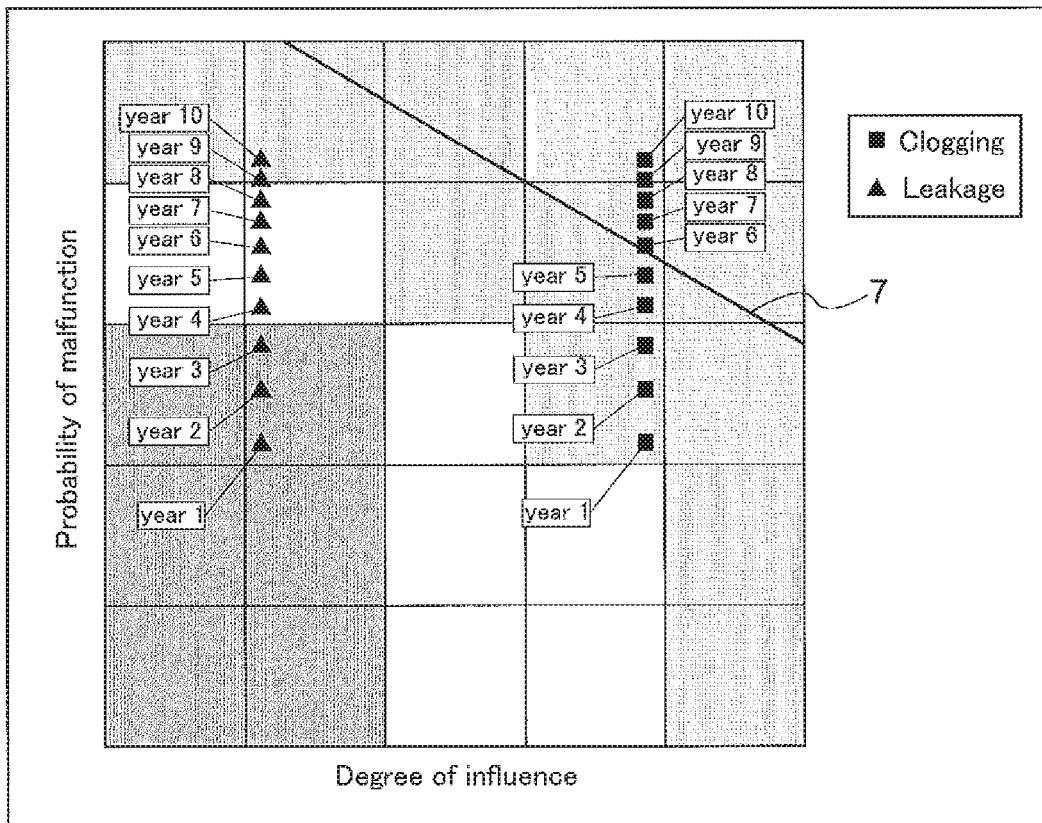 Probability of malfunction
year 10
year 9
year 8
year 7
year 6
year 5
year 4
year 3
year 2
year 1
year 10
year 9
year 8
year 7
year 6
year 5
year 4
year 3
year 2
year 1
Clogging
Leakage
7
Degree of influence